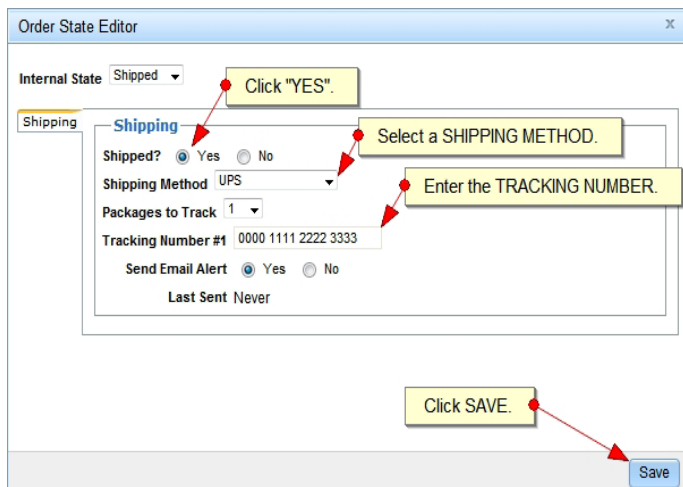 Order State Editor x
Internal State Shipped
Click "YES".
Shipping
Shipping
Select a SHIPPING METHOD.
Shipped? Yes No
Shipping Method UPS
Enter the TRACKING NUMBER.
Packages to Track 1
Tracking Number #1 0000 1111 2222 3333
Send Email Alert Yes No
Last Sent Never
Click SAVE.
Save